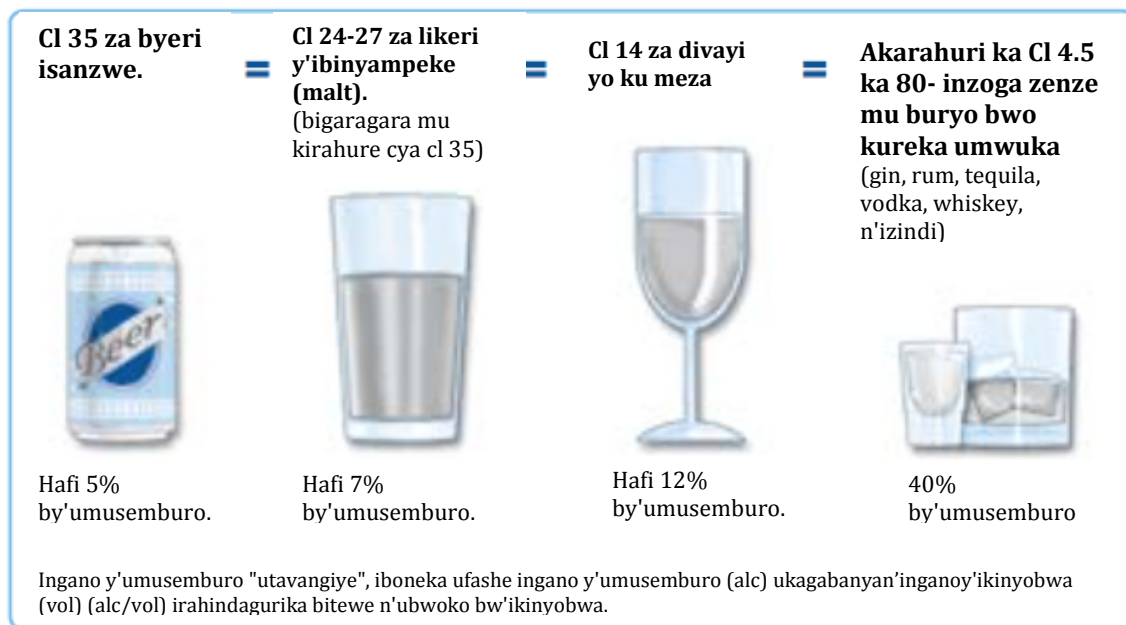 Cl 35 za byeri
isanzwe.
=
Cl 24-27 za likeri
y'ibinyampeke
(malt).
(bigaragara mu
kirahure cya cl 35)
=
Cl 14 za divayi
yo ku meza
=
Akarahuri ka Cl 4.5
ka 80- inzoga zenze
mu buryo bwo
kureka umwuka
(gin, rum, tequila,
vodka, whiskey,
n'izindi)
Beer
Hafi 5%
by'umusemburo.
Hafi 7%
by'umusemburo.
Hafi 12%
by'umusemburo.
40%
by'umusemburo
Ingano y'umusemburo "utavangiye", iboneka ufashe ingano y'umusemburo (alc) ukagabanyan'inganoy'ikinyobwa
(vol) (alc/vol) irahindagurika bitewe n'ubwoko bw'ikinyobwa.